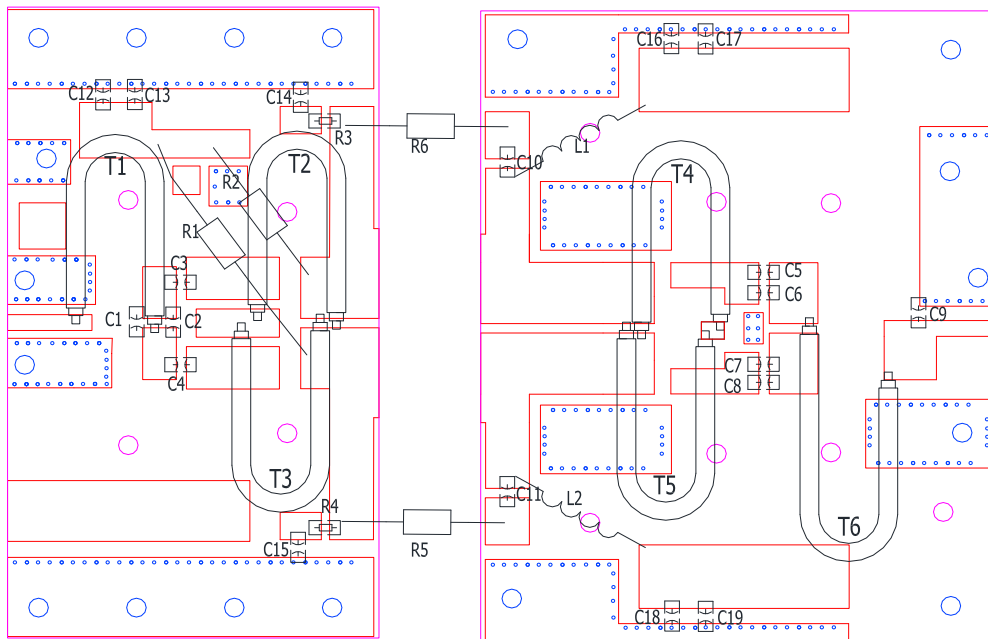 C16 C17
C12 C13 C14
R3 R6 L1
T1 T2 C10 T4
R2
R1
C3 C5
C6
C1 C2 C9
C7
C4 C8
T3 T5
C11 L2
R4 T6
C15 R5
C18 C19